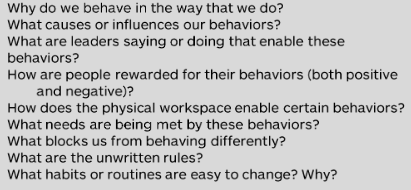 Why do we behave in the way that we do?
What causes or influences our behaviors?
What are leaders saying or doing that enable these
behaviors?
How are people rewarded for their behaviors (both positive
and negative)?
How does the physical workspace enable certain behaviors?
What needs are being met by these behaviors?
What blocks us from behaving differently?
What are the unwritten rules?
What habits or routines are easy to change? Why?